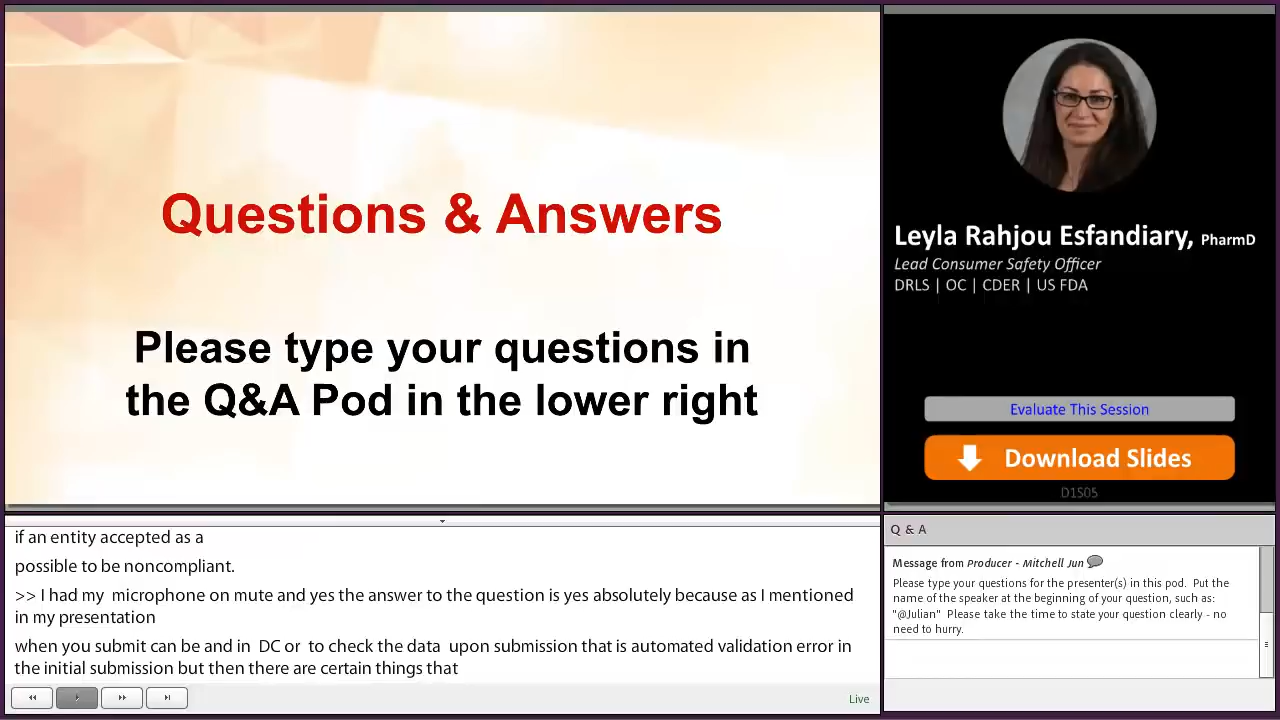 Questions & Answers
Please type your questions in
the Q&A Pod in the lower right
Leyla Rahjou Esfandiary, PharmD
Lead Consumer Safety Officer
DRLS | OC | CDER | US FDA
Evaluate This Session
Download Slides
D1S05
if an entity accepted as a
possible to be noncompliant.
>> I had my microphone on mute and yes the answer to the question is yes absolutely because as I mentioned
in my presentation
when you submit can be and in DC or to check the data upon submission that is automated validation error in
the initial submission but then there are certain things that
Live
Q & A
Message from Producer - Mitchell Jun
Please type your questions for the presenter(s) in this pod. Put the
name of the speaker at the beginning of your question, such as:
"@Julian" Please take the time to state your question clearly - no
need to hurry.